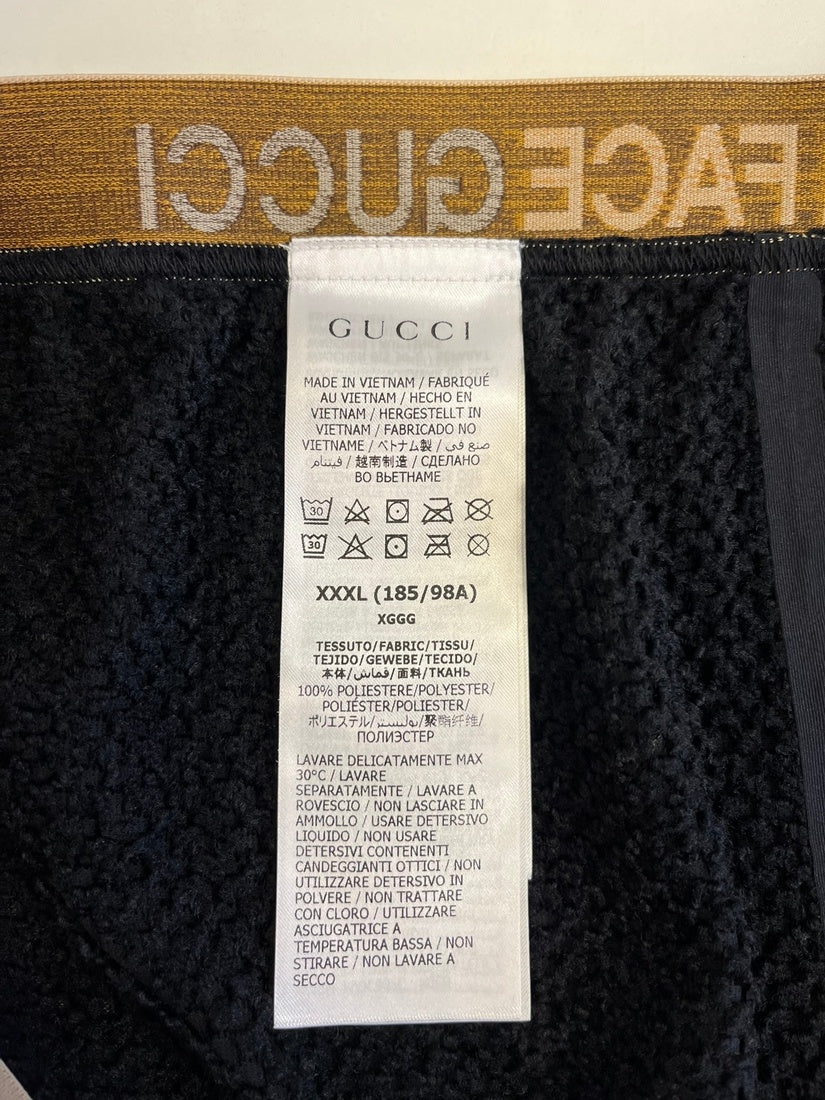 FACE GUCCI
GUCCI
MADE IN VIETNAM / FABRIQUÉ
AU VIETNAM / HECHO EN
VIETNAM / HERGESTELLT IN
VIETNAM / FABRICADO NO
VIETNAME / ベトナム製 / صنع في
فيتنام / 越南制造 / СДЕЛАНО
ВО ВЬЕТНАМЕ
30
30
XXXL (185/98A)
XGGG
TESSUTO/FABRIC/TISSU/
TEJIDO/GEWEBE/TECIDO/
本体/قماش/面料/ТКАНЬ
100% POLIESTERE/POLYESTER/
POLIÉSTER/POLIESTER/
ポリエステル/بوليستر/聚酯纤维/
ПОЛИЭСТЕР
LAVARE DELICATAMENTE MAX
30°C / LAVARE
SEPARATAMENTE / LAVARE A
ROVESCIO / NON LASCIARE IN
AMMOLLO / USARE DETERSIVO
LIQUIDO / NON USARE
DETERSIVI CONTENENTI
CANDEGGIANTI OTTICI / NON
UTILIZZARE DETERSIVO IN
POLVERE / NON TRATTARE
CON CLORO / UTILIZZARE
ASCIUGATRICE A
TEMPERATURA BASSA / NON
STIRARE / NON LAVARE A
SECCO